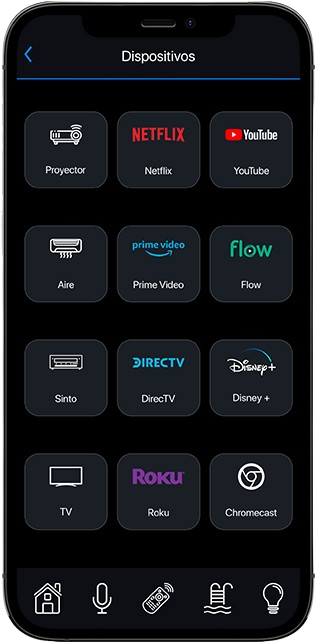 Dispositivos
NETFLIX
YouTube
Proyector
Netflix
YouTube
prime video
flow
Aire
Prime Video
Flow
DIRECTV
Disney+
Sinto
DirecTV
Disney +
ROKU
TV
Roku
Chromecast